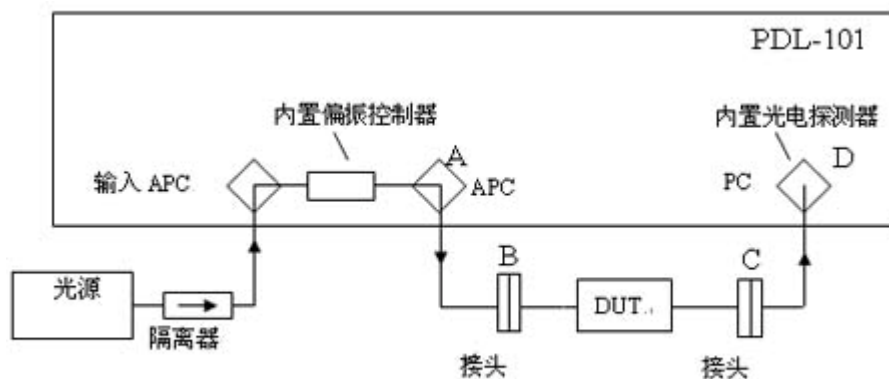 PDL-101
内置偏振控制器
内置光电探测器
A
D
输入 APC
APC
PC
B
C
光源
DUT
隔离器
接头
接头